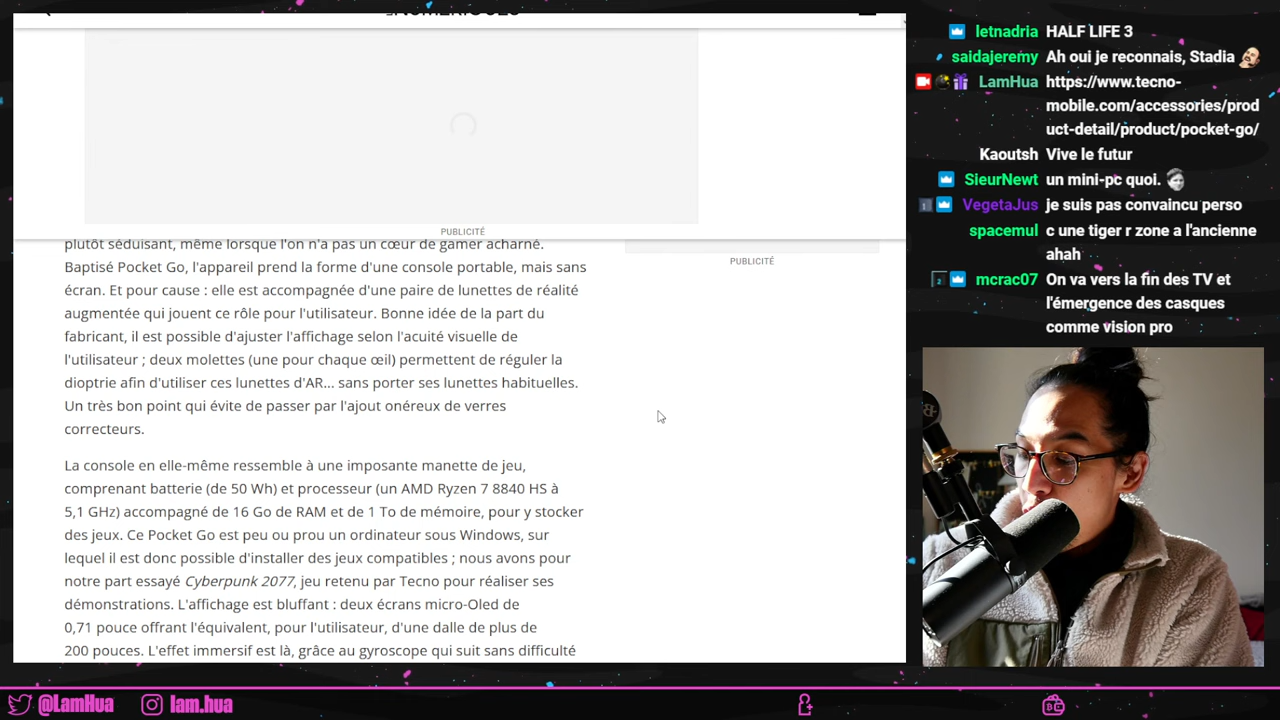 PUBLICITÉ
plutôt séduisant, même lorsque l'on n'a pas un cœur de gamer acharné.
Baptisé Pocket Go, l'appareil prend la forme d'une console portable, mais sans
écran. Et pour cause : elle est accompagnée d'une paire de lunettes de réalité
augmentée qui jouent ce rôle pour l'utilisateur. Bonne idée de la part du
fabricant, il est possible d'ajuster l'affichage selon l'acuité visuelle de
l'utilisateur ; deux molettes (une pour chaque œil) permettent de réguler la
dioptrie afin d'utiliser ces lunettes d'AR... sans porter ses lunettes habituelles.
Un très bon point qui évite de passer par l'ajout onéreux de verres
correcteurs.
La console en elle-même ressemble à une imposante manette de jeu,
comprenant batterie (de 50 Wh) et processeur (un AMD Ryzen 7 8840 HS à
5,1 GHz) accompagné de 16 Go de RAM et de 1 To de mémoire, pour y stocker
des jeux. Ce Pocket Go est peu ou prou un ordinateur sous Windows, sur
lequel il est donc possible d'installer des jeux compatibles ; nous avons pour
notre part essayé Cyberpunk 2077, jeu retenu par Tecno pour réaliser ses
démonstrations. L'affichage est bluffant : deux écrans micro-Oled de
0,71 pouce offrant l'équivalent, pour l'utilisateur, d'une dalle de plus de
200 pouces. L'effet immersif est là, grâce au gyroscope qui suit sans difficulté
PUBLICITÉ
letnadria HALF LIFE 3
saidajeremy Ah oui je reconnais, Stadia
LamHua https://www.tecno-
mobile.com/accessories/prod
uct-detail/product/pocket-go/
Kaoutsh Vive le futur
SieurNewt un mini-pc quoi.
VegetaJus je suis pas convaincu perso
spacemul c une tiger r zone a l'ancienne
ahah
mcrac07 On va vers la fin des TV et
l'émergence des casques
comme vision pro
@LamHua lam.hua